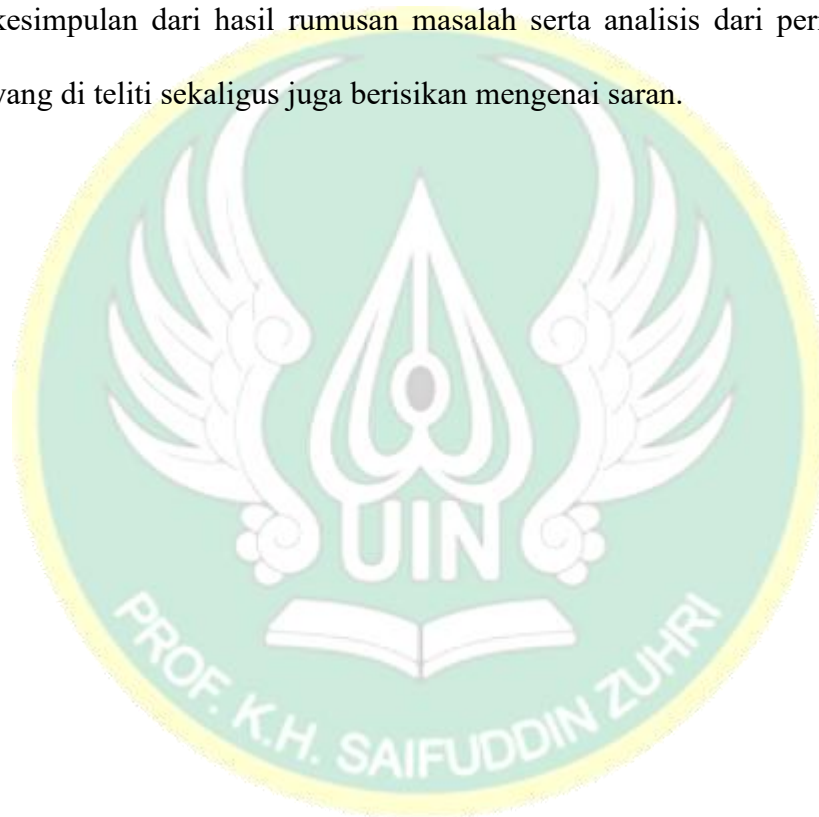 kesimpulan dari hasil rumusan masalah serta analisis dari
yang di teliti sekaligus juga berisikan mengenai saran.
UIN
PROF. K.H. SAIFUDDIN ZUHRI